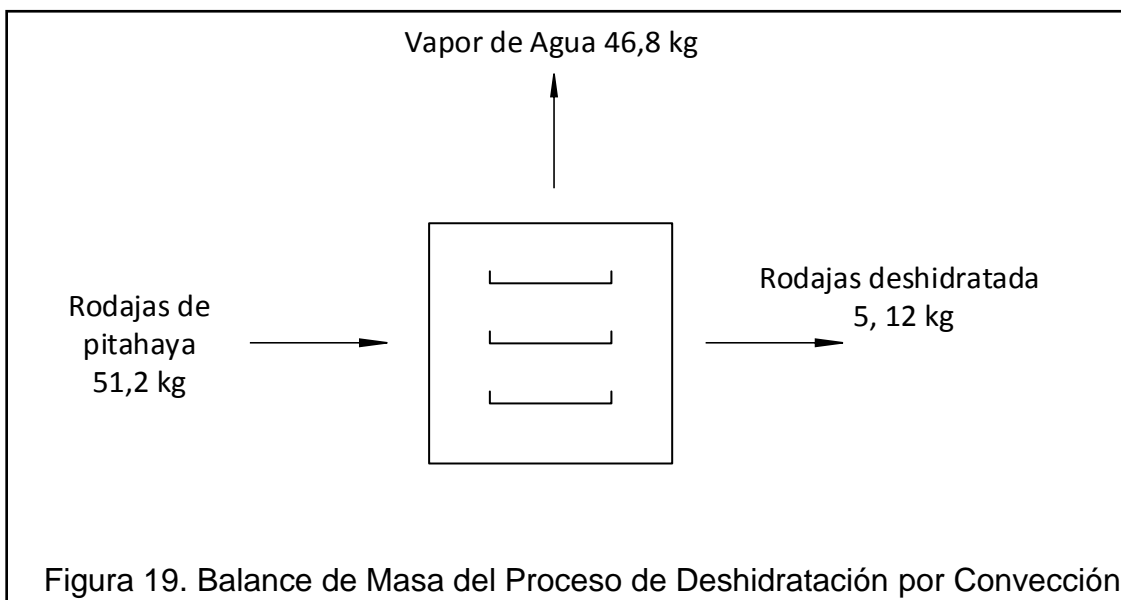 Vapor de Agua 46,8 kg
Rodajas de
pitahaya
51,2 kg
Rodajas deshidratada
5, 12 kg
Figura 19. Balance de Masa del Proceso de Deshidratación por Convección